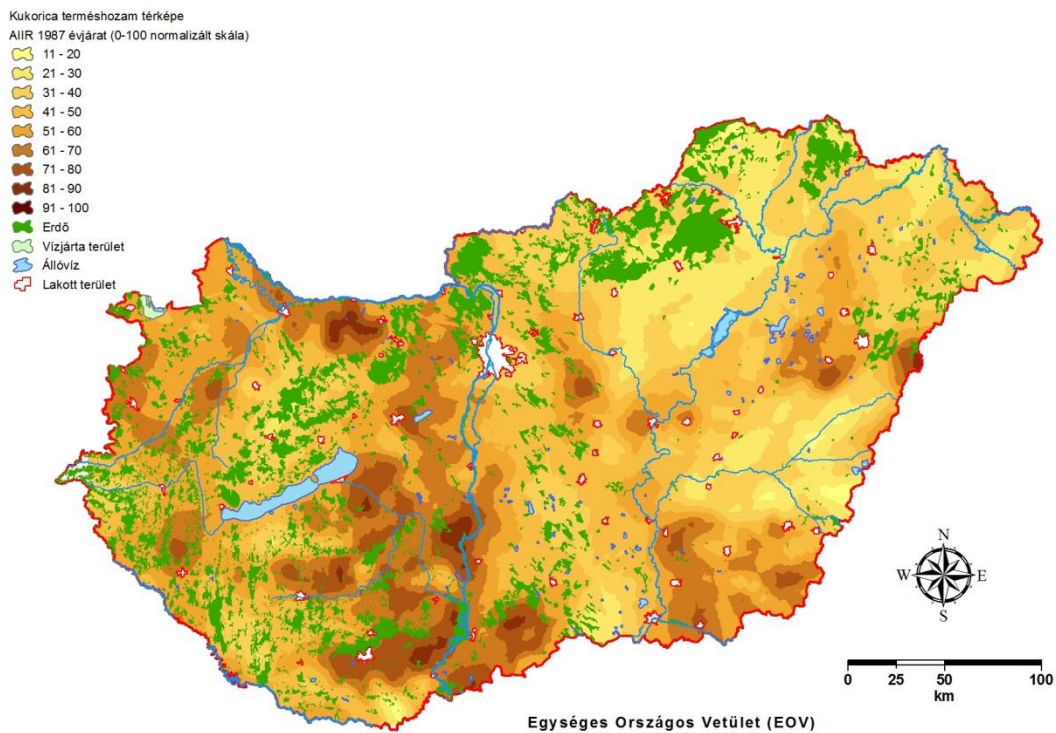 Kukorica terméshozam térképe
AIIR 1987 évjárat (0-100 normalizált skála)
11 - 20
21 - 30
31 - 40
41 - 50
51 - 60
61 - 70
71 - 80
81 - 90
91 - 100
Erdő
Vízjárta terület
Állóvíz
Lakott terület
N
W E
S
0 25 50 100
km
Egységes Országos Vetület (EOV)